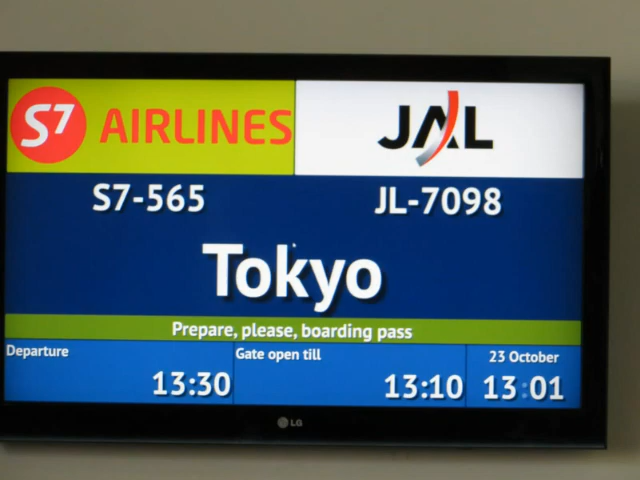 S7 AIRLINES
JAL
S7-565
JL-7098
Tokyo
Prepare, please, boarding pass
Departure
Gate open till
23 October
13:30
13:10
13:01
LG